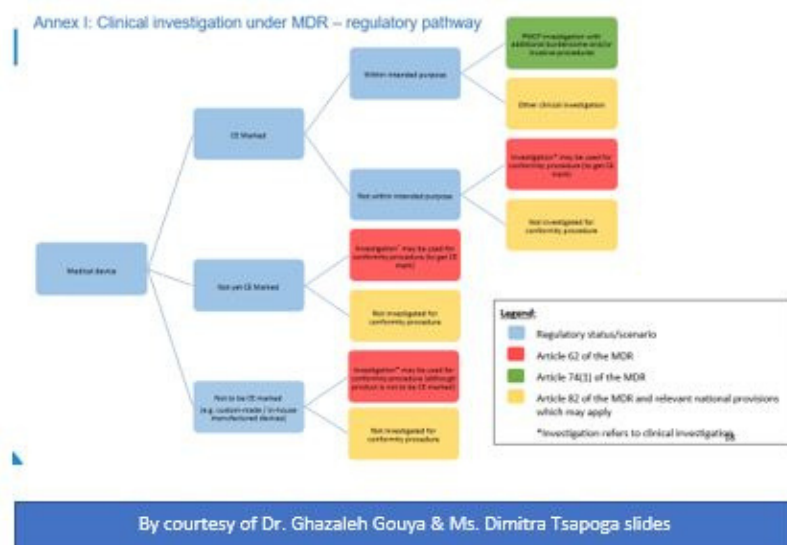 Annex I: Clinical investigation under MDR – regulatory pathway
PMCF investigation with
additional burdensome and/or
invasive procedures
Within intended purpose
Other clinical investigation
CE Marked
Investigation* may be used for
conformity procedure (to get CE
mark)
Not within intended purpose
Not investigated for
conformity procedure
Medical device
Investigation* may be used for
conformity procedure (to get CE
mark)
Not yet CE Marked
Not investigated for
conformity procedure
Investigation* may be used for
conformity procedure (although
product is not to be CE marked)
Not to be CE marked
(e.g. custom-made / in-house
manufactured devices)
Not investigated for
conformity procedure
Legend:
Regulatory status/scenario
Article 62 of the MDR
Article 74(1) of the MDR
Article 82 of the MDR and relevant national provisions
which may apply
*Investigation refers to clinical investigation
By courtesy of Dr. Ghazaleh Gouya & Ms. Dimitra Tsapoga slides